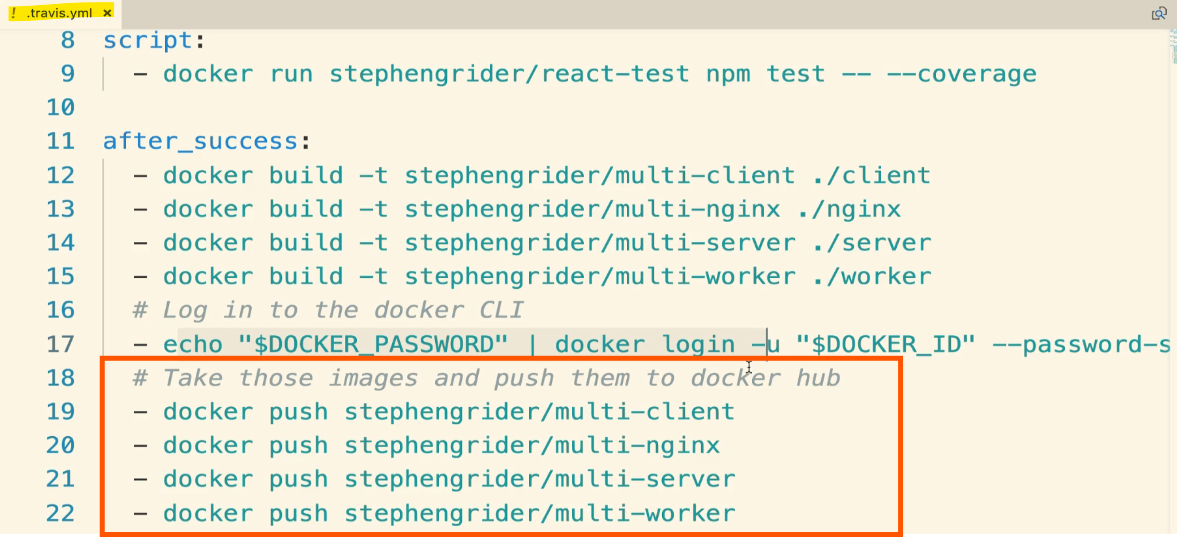 ! .travis.yml ×
8 script:
9 - docker run stephengrider/react-test npm test -- --coverage
10
11 after_success:
12 - docker build -t stephengrider/multi-client ./client
13 - docker build -t stephengrider/multi-nginx ./nginx
14 - docker build -t stephengrider/multi-server ./server
15 - docker build -t stephengrider/multi-worker ./worker
16 # Log in to the docker CLI
17 - echo "$DOCKER_PASSWORD" | docker login -u "$DOCKER_ID" --password-s
18 # Take those images and push them to docker hub
19 - docker push stephengrider/multi-client
20 - docker push stephengrider/multi-nginx
21 - docker push stephengrider/multi-server
22 - docker push stephengrider/multi-worker